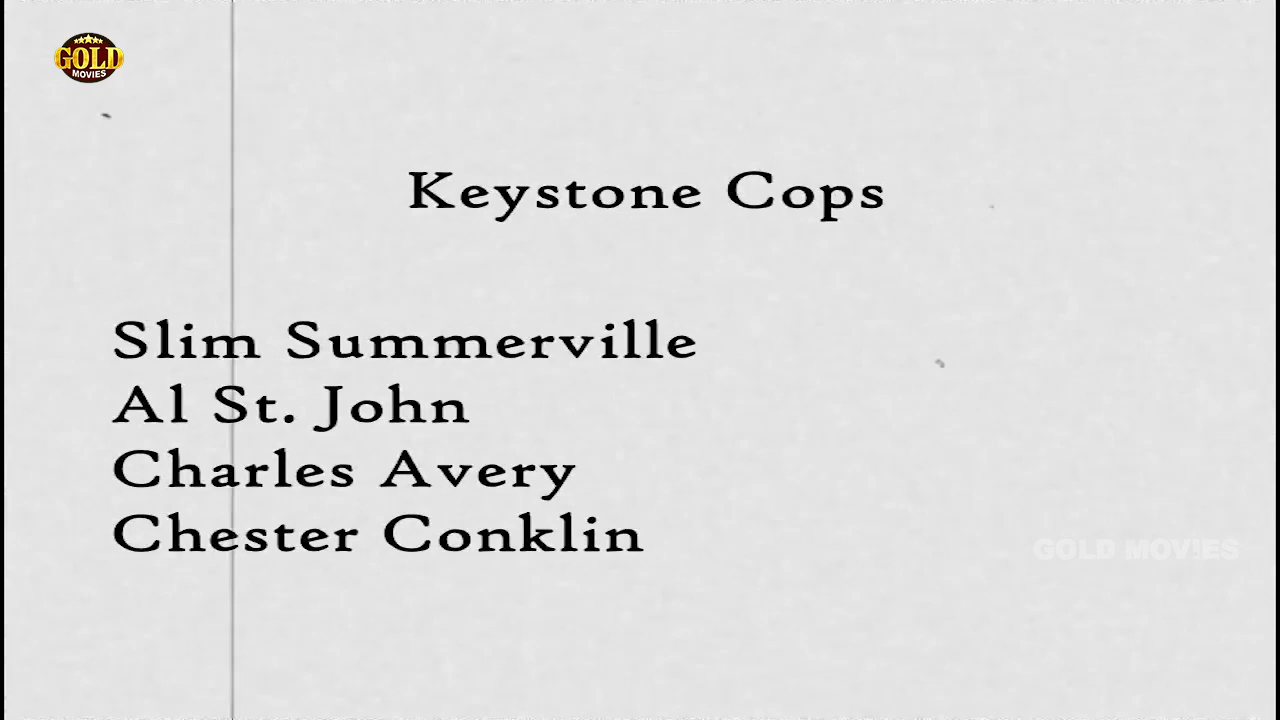 GOLD
MOVIES
Keystone Cops
Slim Summerville
Al St. John
Charles Avery
Chester Conklin
GOLD MOVIES